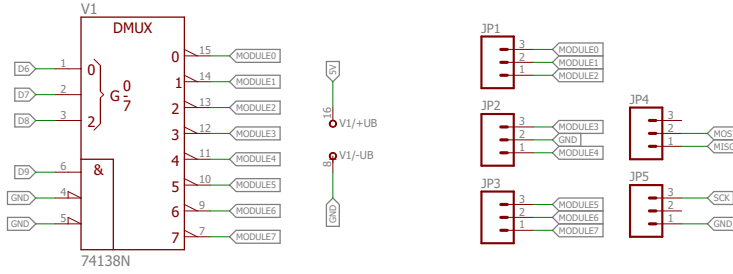 V1
DMUX
0 15 MODULE0
D6 1 0 1 14 MODULE1
D7 2 G 0 7 2 13 MODULE2
D8 3 2 3 12 MODULE3
D9 6 & 4 11 MODULE4
GND 4 5 10 MODULE5
GND 5 6 9 MODULE6
7 7 MODULE7
74138N
5V
16
V1/+UB
V1/-UB
8
GND
JP1
3 MODULE0
2 MODULE1
1 MODULE2
JP2
3 MODULE3
2 GND
1 MODULE4
JP3
3 MODULE5
2 MODULE6
1 MODULE7
JP4
3
2
1 MISO
JP5
3 SCK
2
1 GND